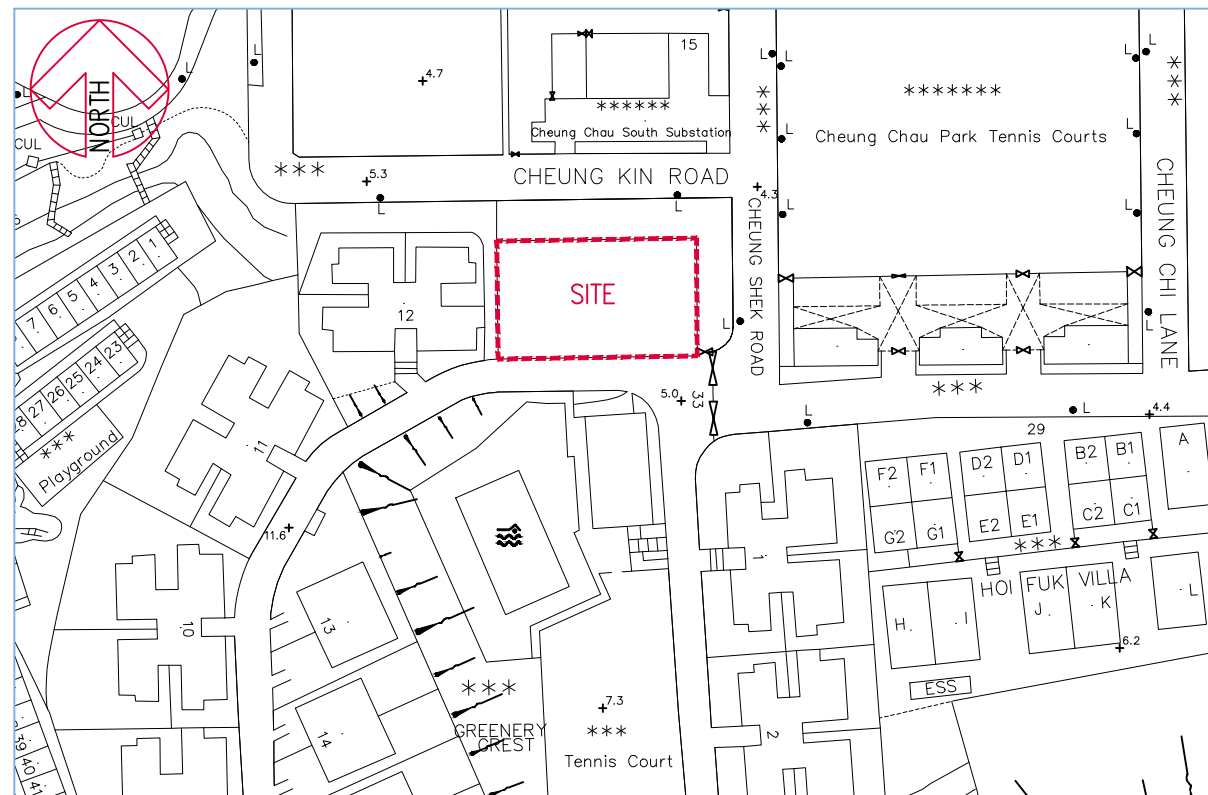 NORTH
L
L
L
CUL
CUL
4.7
15
******
Cheung Chau South Substation
L
L
***
*******
Cheung Chau Park Tennis Courts
L
L
***
L
L
***
5.3
L
CHEUNG KIN ROAD
L
4.3
L
L
CHEUNG SHEK ROAD
CHEUNG CHI LANE
SITE
12
L
L
7 6 5 4 3 2 1
28 27 26 25 24 23
***
Playground
11
5.0
33
***
L
L
4.4
29
F2 F1 D2 D1 B2 B1 A
G2 G1 E2 E1 C2 C1
***
HOI FUK VILLA
H I J K L
6.2
ESS
11.6
10
13
14
1
2
***
GREENERY
CREST
7.3
***
Tennis Court
39
40
41